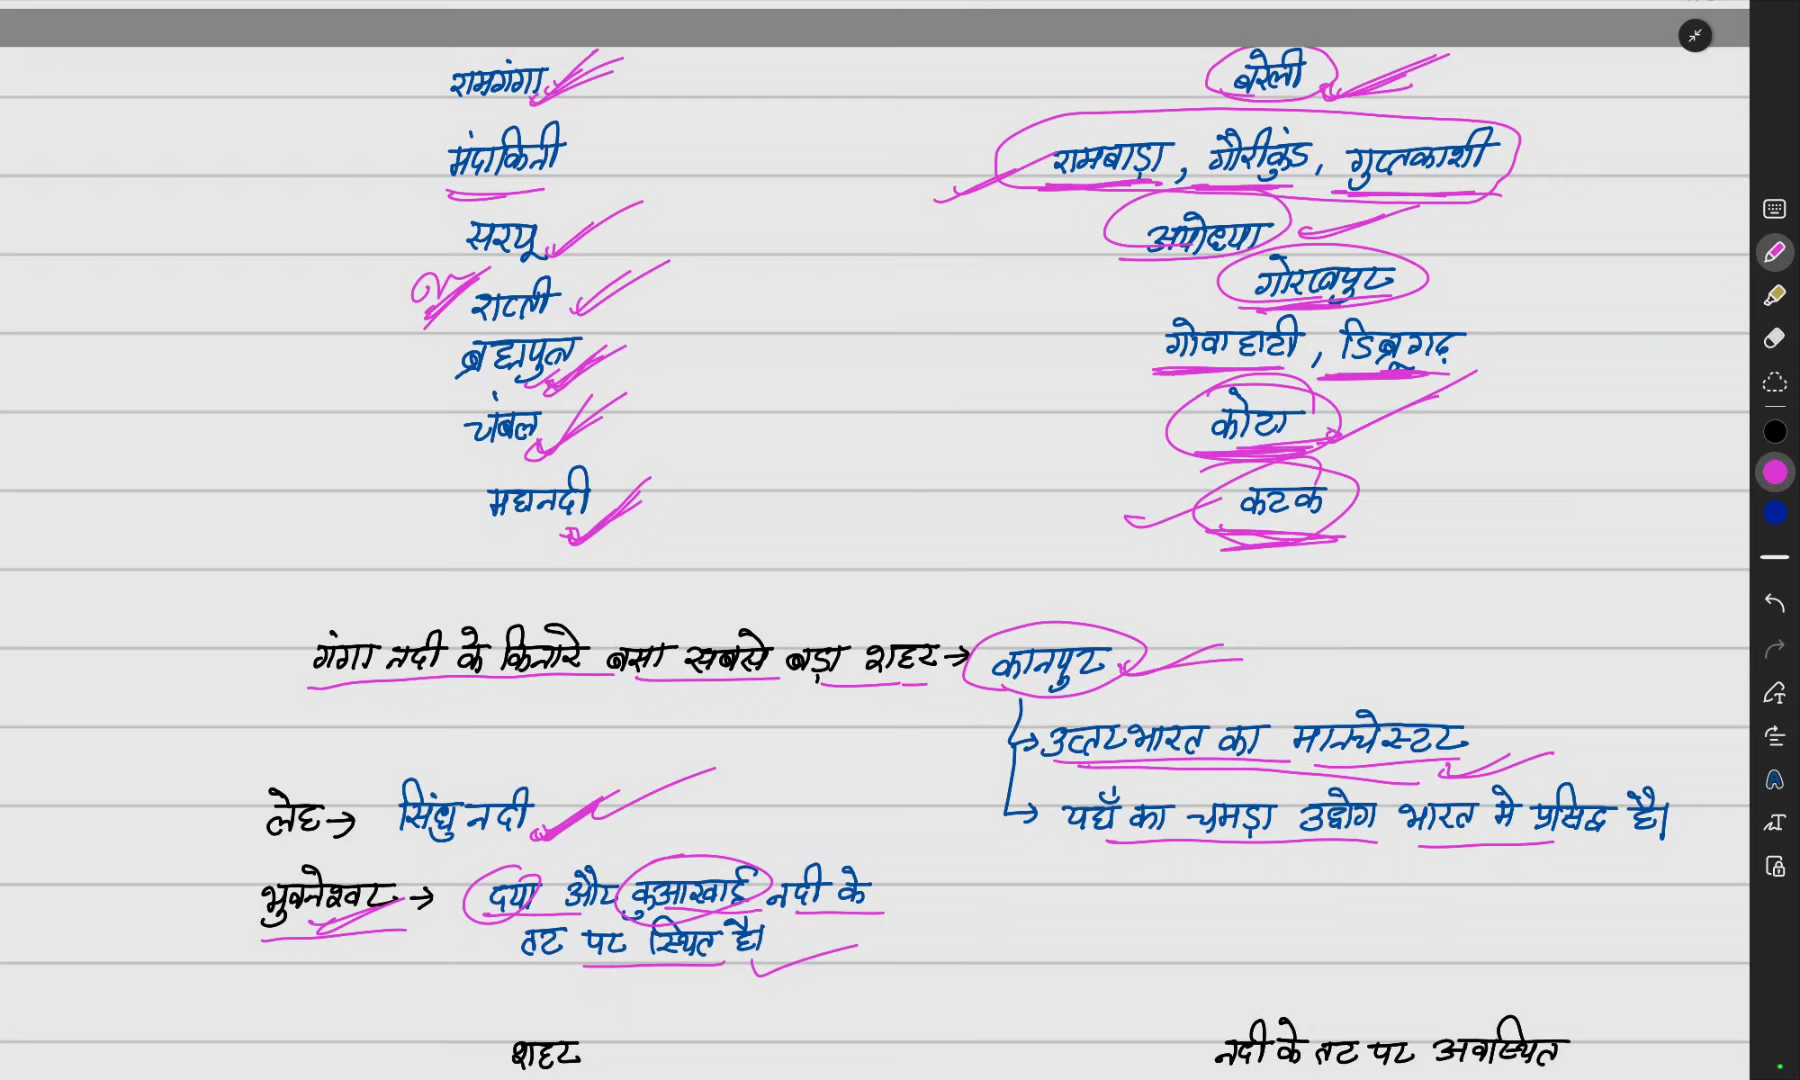 रामगंगा बरेली
मंदाकिनी रामबाड़ा, गौरीकुंड, गुप्तकाशी
सरयू अयोध्या
राप्ती गोरखपुर
ब्रह्मपुत्र गोवाहाटी, डिब्रूगढ़
चंबल कोटा
महानदी कटक
गंगा नदी के किनारे बसा सबसे बड़ा शहर → कानपुर
↳ उत्तर भारत का मानचेस्टर
लेह → सिंधु नदी ↳ यहाँ का चमड़ा उद्योग भारत मे प्रसिद्ध है।
भुवनेश्वर → दया और कुआखाई नदी के
तट पर स्थित है।
शहर नदी के तट पर अवस्थित